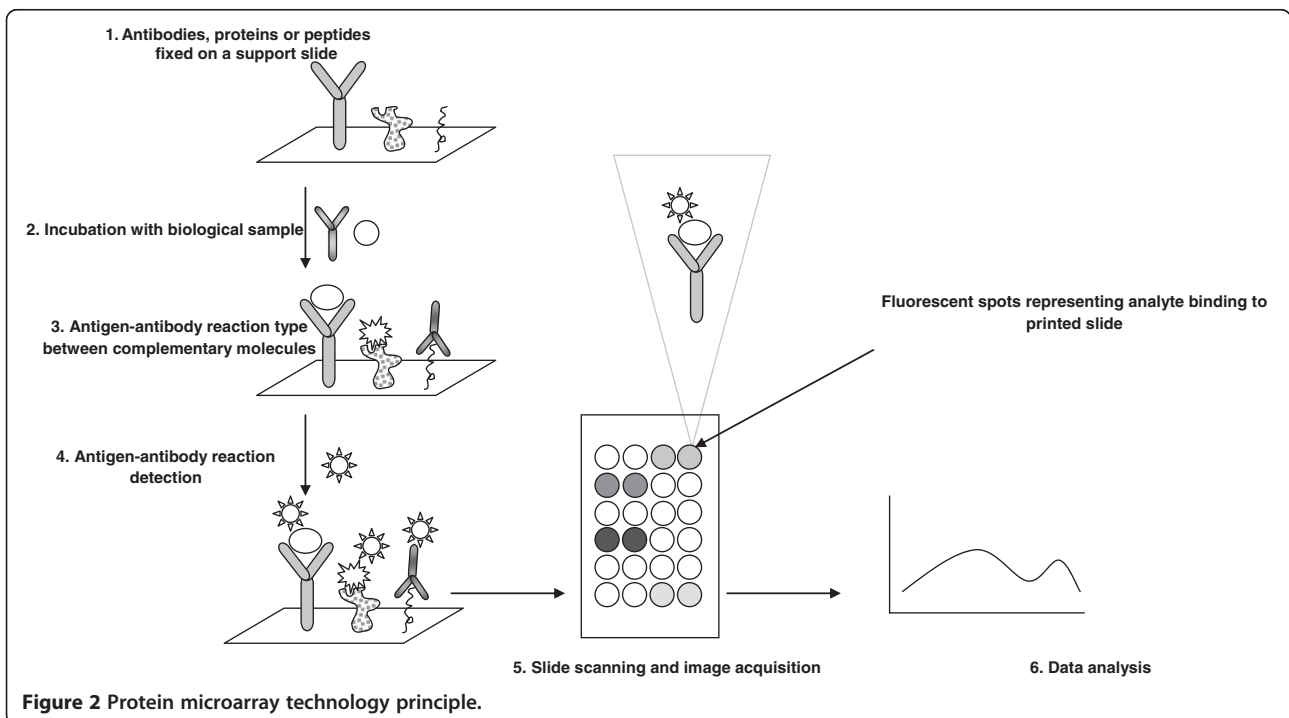 1. Antibodies, proteins or peptides
fixed on a support slide
2. Incubation with biological sample
3. Antigen-antibody reaction type
between complementary molecules
4. Antigen-antibody reaction
detection
Fluorescent spots representing analyte binding to
printed slide
5. Slide scanning and image acquisition
6. Data analysis
Figure 2 Protein microarray technology principle.